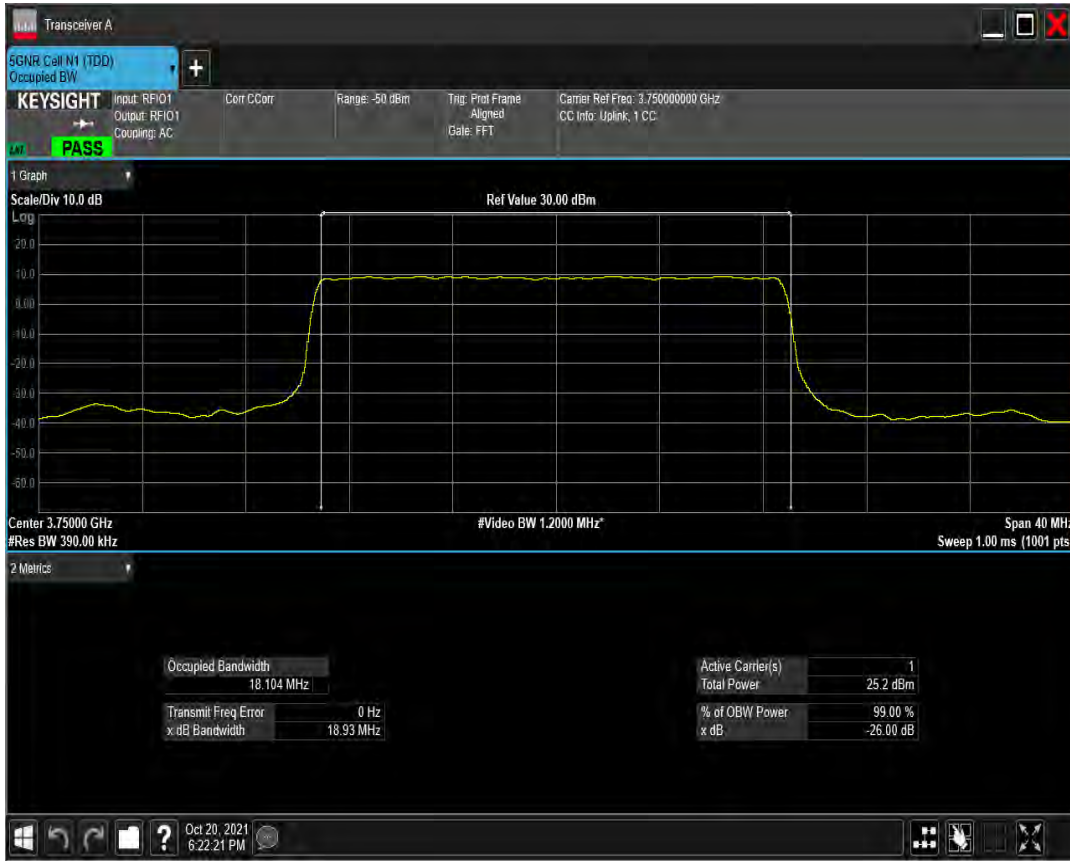 Transceiver A
5GNR Cell N1 (TDD)
Occupied BW
+
KEYSIGHT
Input: RFIO1
Output: RFIO1
Coupling: AC
Corr CCorr
Range: -50 dBm
Trig: Prot Frame
Aligned
Gate: FFT
Carrier Ref Freq: 3.750000000 GHz
CC Info: Uplink, 1 CC
PASS
1 Graph
Scale/Div 10.0 dB
Ref Value 30.00 dBm
Log
20.0
10.0
0.00
-10.0
-20.0
-30.0
-40.0
-50.0
-60.0
Center 3.75000 GHz
#Video BW 1.2000 MHz*
Span 40 MHz
#Res BW 390.00 kHz
Sweep 1.00 ms (1001 pts
2 Metrics
Occupied Bandwidth
18.104 MHz
Transmit Freq Error 0 Hz
x dB Bandwidth 18.93 MHz
Active Carrier(s) 1
Total Power 25.2 dBm
% of OBW Power 99.00 %
x dB -26.00 dB
?
Oct 20, 2021
6:22:21 PM